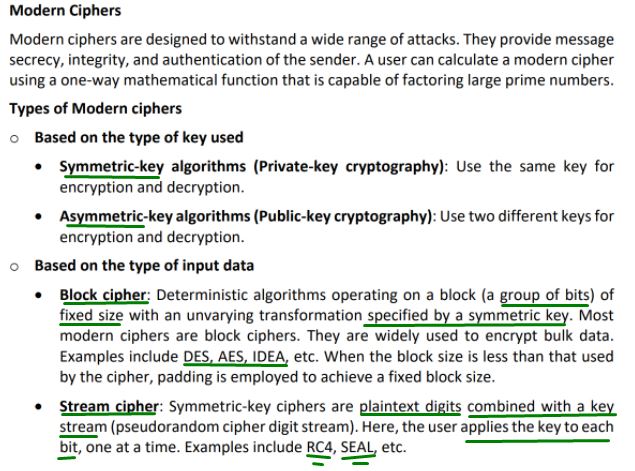 Modern Ciphers
Modern ciphers are designed to withstand a wide range of attacks. They provide message
secrecy, integrity, and authentication of the sender. A user can calculate a modern cipher
using a one-way mathematical function that is capable of factoring large prime numbers.
Types of Modern ciphers
o Based on the type of key used
• Symmetric-key algorithms (Private-key cryptography): Use the same key for
encryption and decryption.
• Asymmetric-key algorithms (Public-key cryptography): Use two different keys for
encryption and decryption.
o Based on the type of input data
• Block cipher: Deterministic algorithms operating on a block (a group of bits) of
fixed size with an unvarying transformation specified by a symmetric key. Most
modern ciphers are block ciphers. They are widely used to encrypt bulk data.
Examples include DES, AES, IDEA, etc. When the block size is less than that used
by the cipher, padding is employed to achieve a fixed block size.
• Stream cipher: Symmetric-key ciphers are plaintext digits combined with a key
stream (pseudorandom cipher digit stream). Here, the user applies the key to each
bit, one at a time. Examples include RC4, SEAL, etc.